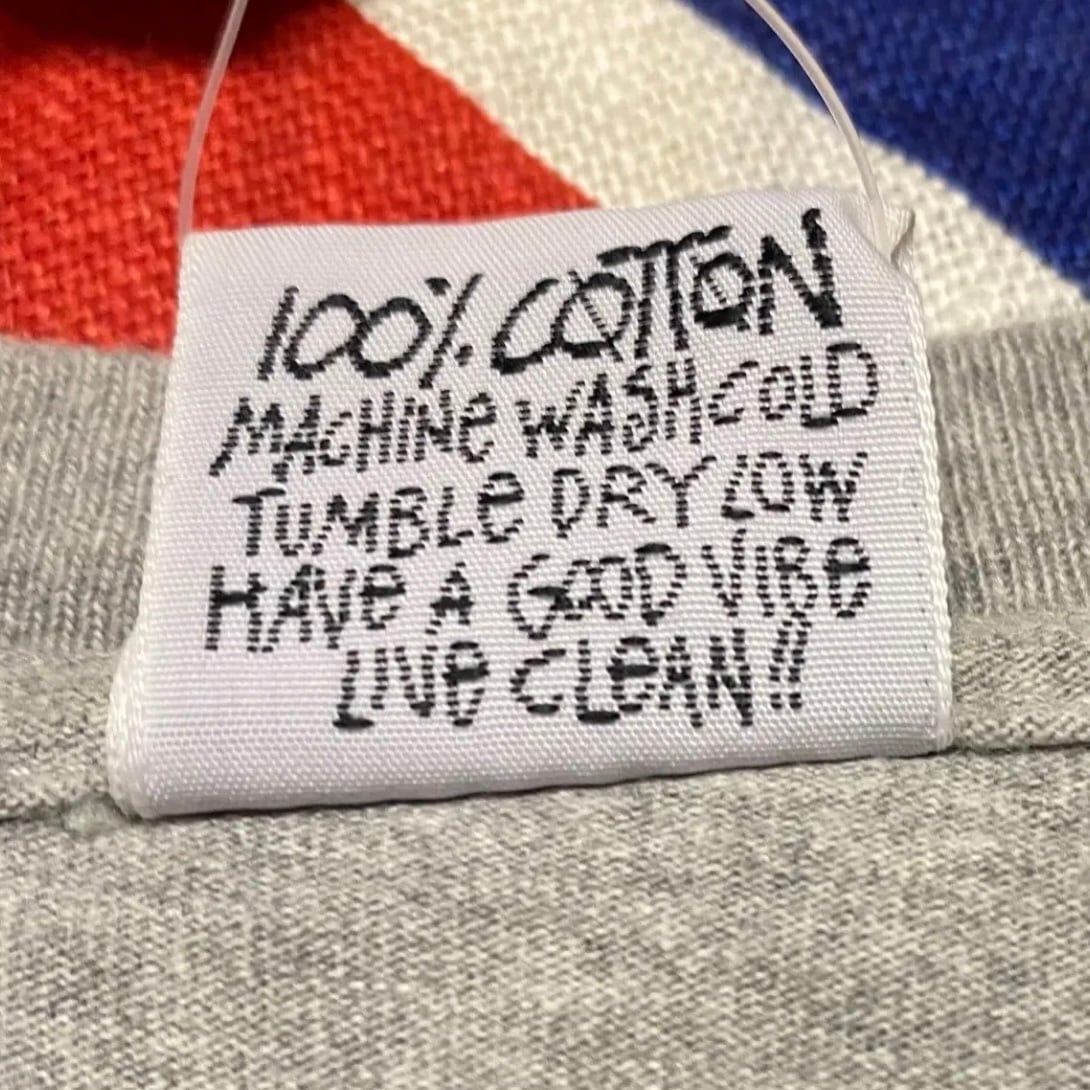 100% COTTON
MACHINE WASH COLD
TUMBLE DRY LOW
HAVE A GOOD VIBE
LIVE CLEAN!!